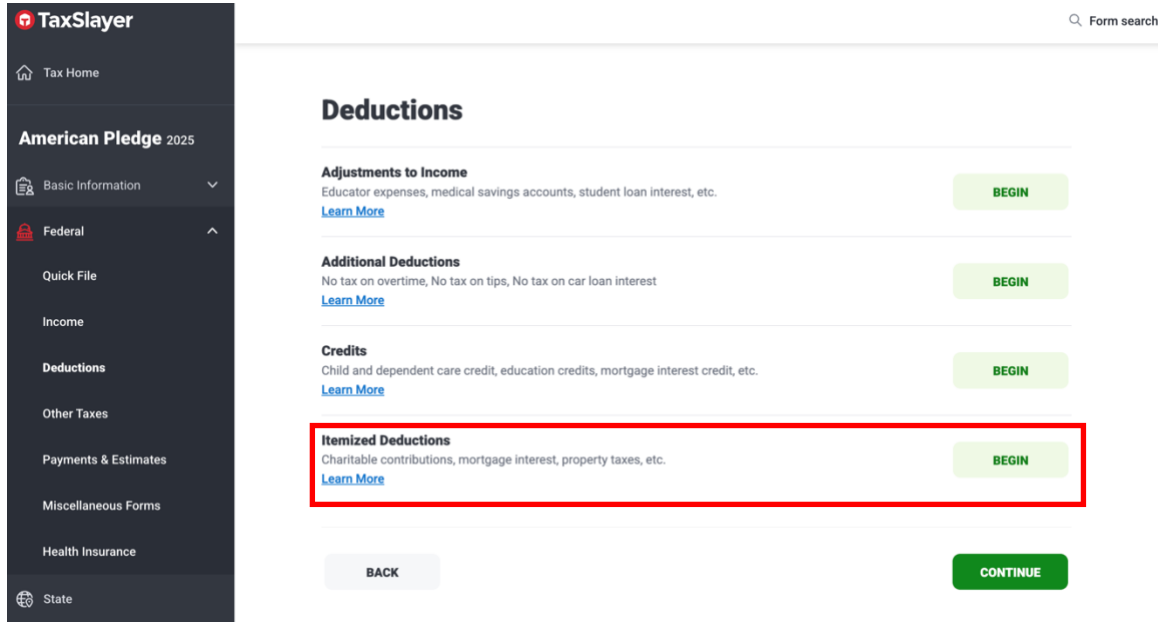 TaxSlayer
Form search
Tax Home
American Pledge 2025
Basic Information
Federal
Quick File
Income
Deductions
Other Taxes
Payments & Estimates
Miscellaneous Forms
Health Insurance
State
Deductions
Adjustments to Income
Educator expenses, medical savings accounts, student loan interest, etc.
Learn More
BEGIN
Additional Deductions
No tax on overtime, No tax on tips, No tax on car loan interest
Learn More
BEGIN
Credits
Child and dependent care credit, education credits, mortgage interest credit, etc.
Learn More
BEGIN
Itemized Deductions
Charitable contributions, mortgage interest, property taxes, etc.
Learn More
BEGIN
BACK
CONTINUE